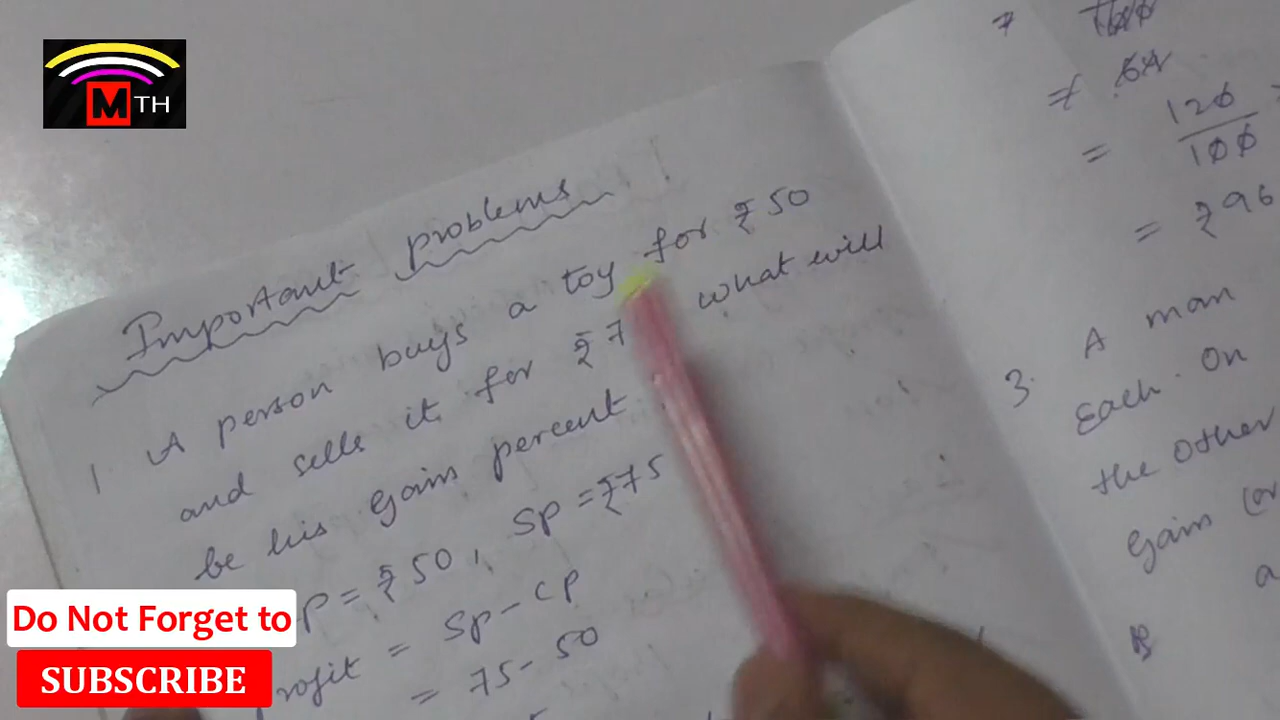 MTH
Important problems
1 A person buys a toy for ₹50
and sells it for ₹7 what will
be his gain percent
P = ₹50, SP = ₹75
rofit = SP - CP
= 75 - 50
120
100
= ₹96
3. A man
Each. On
the other
Gain (or
a
Do Not Forget to
SUBSCRIBE